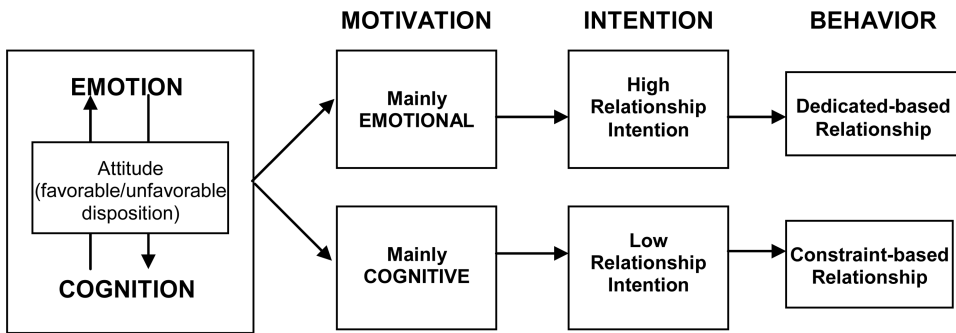 MOTIVATION
INTENTION
BEHAVIOR
EMOTION
Attitude
(favorable/unfavorable
disposition)
COGNITION
Mainly
EMOTIONAL
High
Relationship
Intention
Dedicated-based
Relationship
Mainly
COGNITIVE
Low
Relationship
Intention
Constraint-based
Relationship